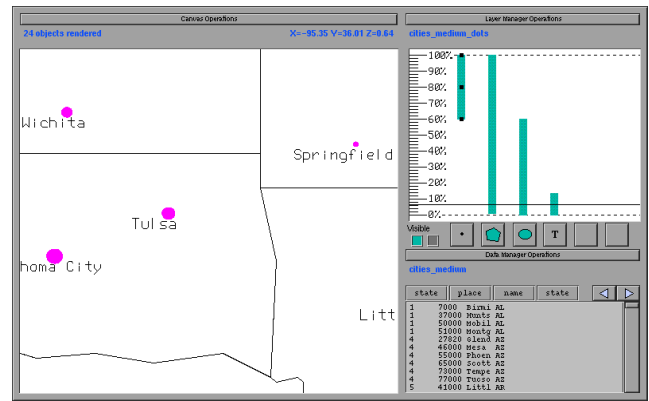 Canvas Operations
24 objects rendered X=-95.35 Y=36.01 Z=0.64
Wichita
Springfield
Tulsa
homa City
Litt
Layer Manager Operations
cities_medium_dots
100%
90%
80%
70%
60%
50%
40%
30%
20%
10%
0%
Visible
T
Data Manager Operations
cities_medium
state place name state
1 7000 Birmi AL
1 37000 Hunts AL
1 50000 Mobil AL
1 51000 Montg AL
4 27820 Glend AZ
4 46000 Mesa AZ
4 55000 Phoen AZ
4 65000 Scott AZ
4 73000 Tempe AZ
4 77000 Tucso AZ
5 41000 Littl AR